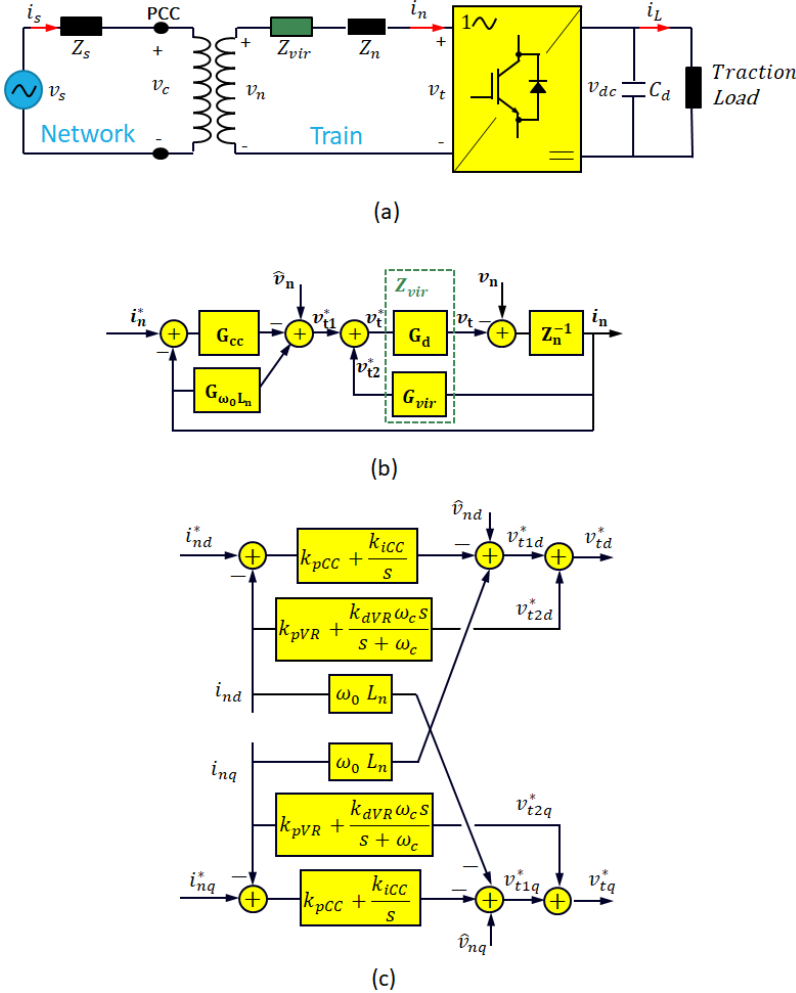 i_s
Z_s
PCC
+
v_s
v_c
-
Network
+
Z_vir
Z_n
i_n
v_n
+
v_t
-
-
Train
1
i_L
v_dc
C_d
Traction
Load
(a)
v̂_n
Z_vir
v_n
i_n^*
+
−
G_cc
−
+
v_t1^*
+
v_t^*
G_d
v_t
−
+
Z_n^−1
i_n
v_t2^*
G_ω₀L_n
G_vir
(b)
v̂_nd
i_nd^*
+
−
k_pCC + k_iCC/s
−
+
v_t1d^*
+
v_td^*
k_pVR + k_dVR ω_c s/(s + ω_c)
v_t2d^*
i_nd
ω_0 L_n
i_nq
ω_0 L_n
k_pVR + k_dVR ω_c s/(s + ω_c)
v_t2q^*
i_nq^*
−
+
k_pCC + k_iCC/s
−
−
+
v_t1q^*
+
v_tq^*
v̂_nq
(c)